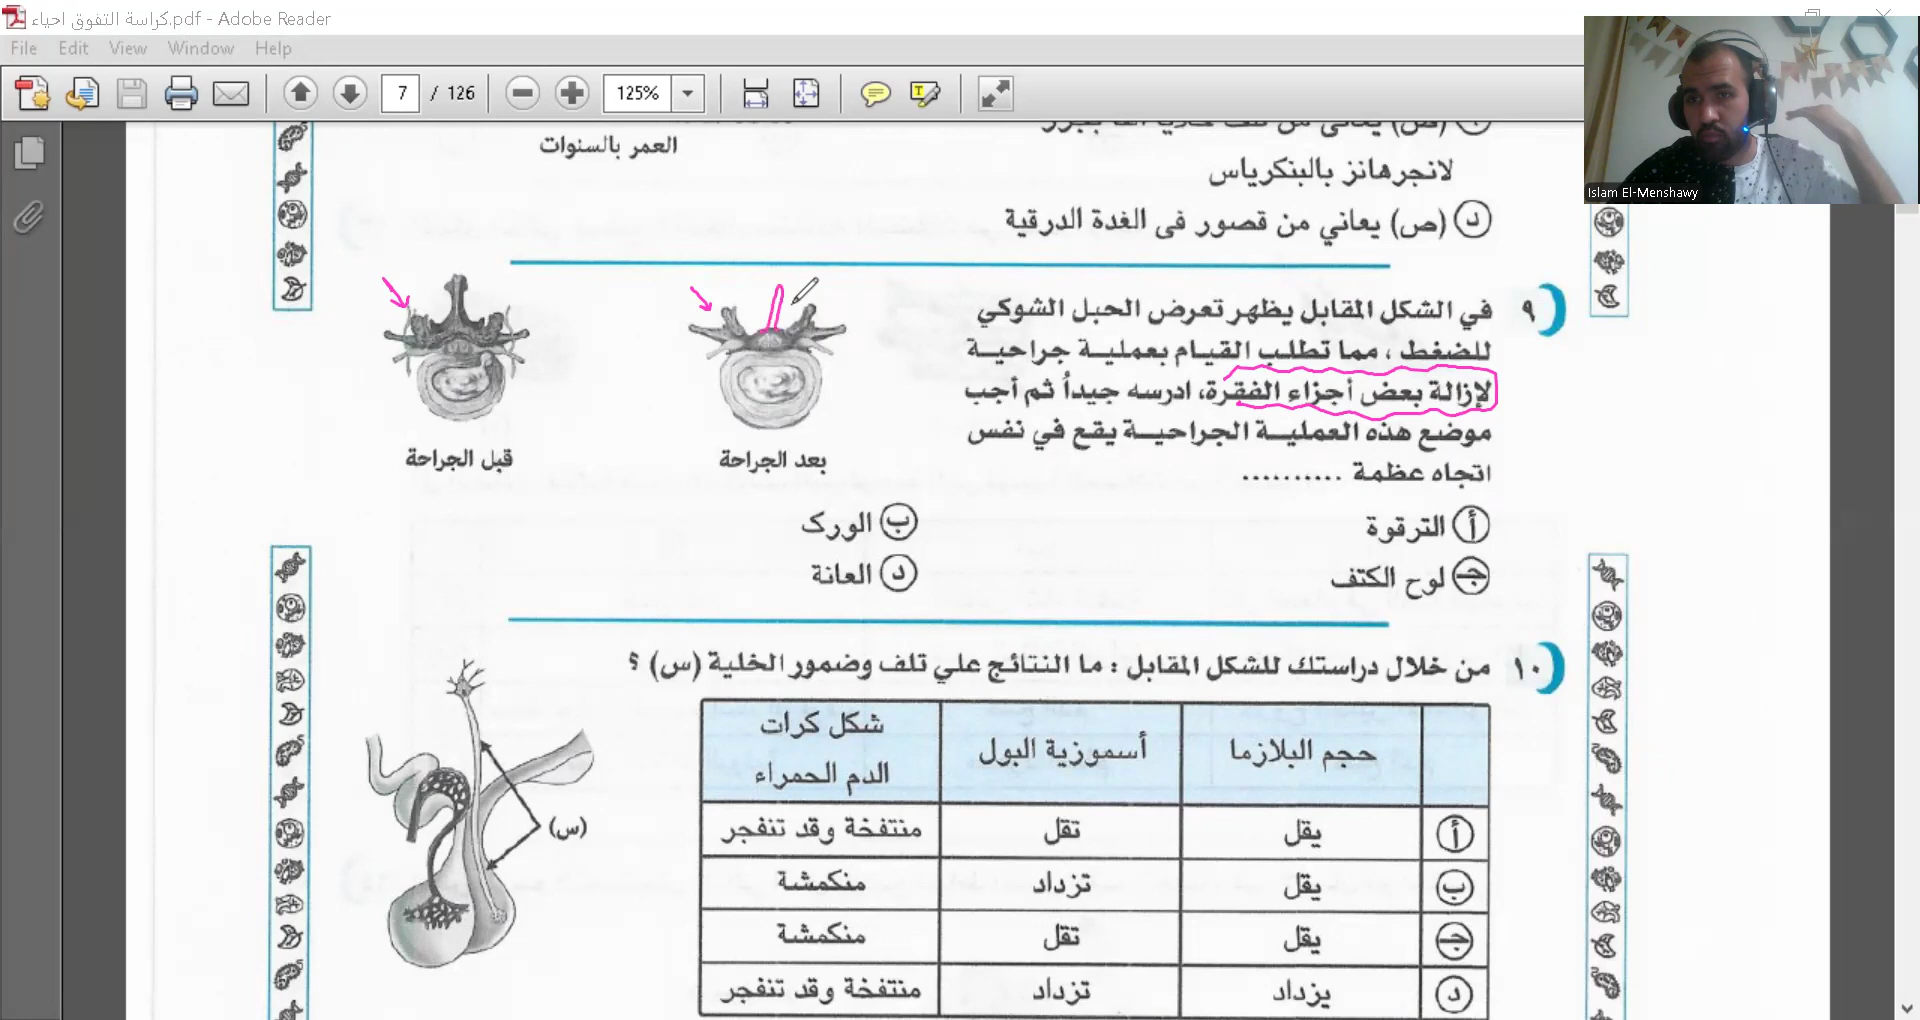 كراسة التفوق احياء.pdf - Adobe Reader
File Edit View Window Help
7 / 126 125%
Islam El-Menshawy
العمر بالسنوات
لانجرهانز بالبنكرياس
د (ص) يعاني من قصور فى الغدة الدرقية
٩ في الشكل المقابل يظهر تعرض الحبل الشوكي
للضغط ، مما تطلب القيام بعملية جراحية
لإزالة بعض أجزاء الفقرة، ادرسه جيداً ثم أجب
موضع هذه العملية الجراحية يقع في نفس
اتجاه عظمة ..........
قبل الجراحة
بعد الجراحة
أ الترقوة
ب الورك
ج لوح الكتف
د العانة
١٠ من خلال دراستك للشكل المقابل : ما النتائج علي تلف وضمور الخلية (س) ؟
حجم البلازما أسموزية البول شكل كرات
الدم الحمراء
أ يقل تقل منتفخة وقد تنفجر
ب يقل تزداد منكمشة
ج يقل تقل منكمشة
د يزداد تزداد منتفخة وقد تنفجر
(س)